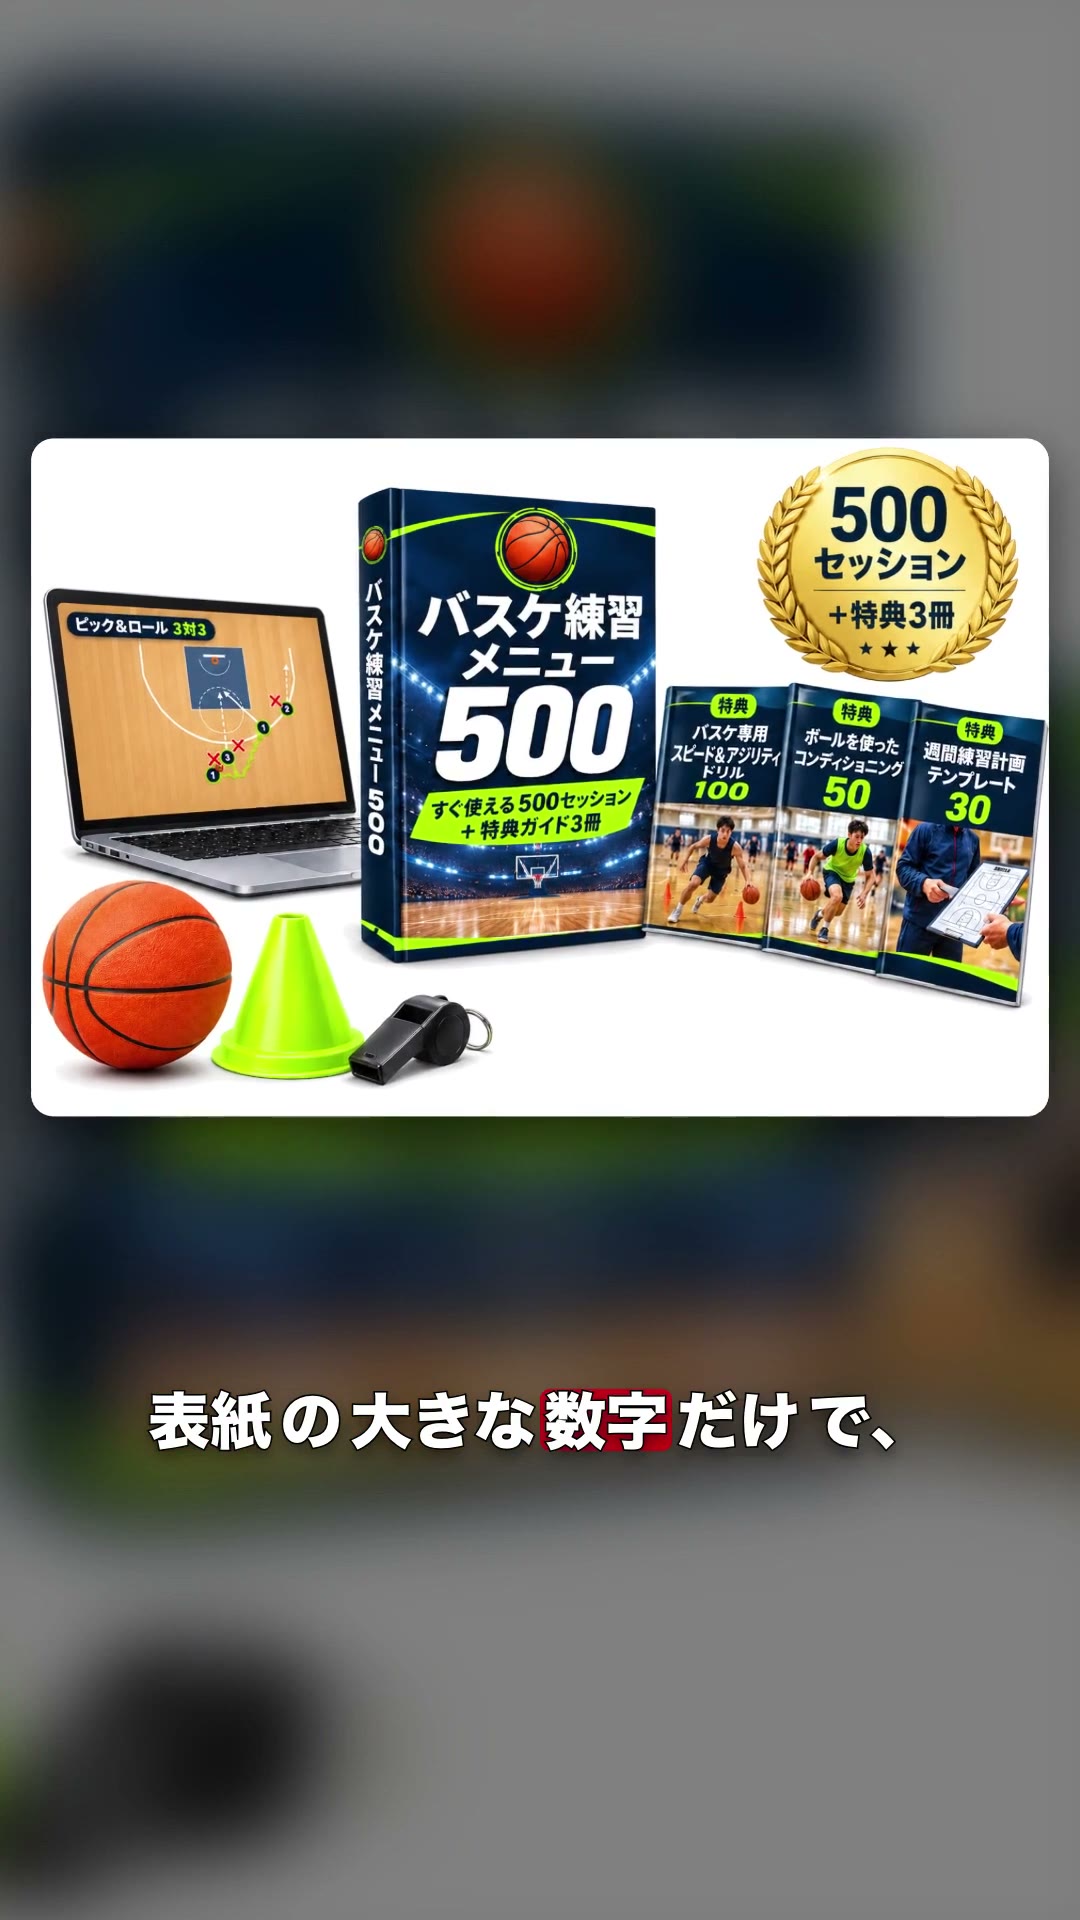 ピック&ロール 3対3
バスケ練習メニュー500
バスケ練習
メニュー
500
すぐ使える500セッション
+ 特典ガイド3冊
500
セッション
+特典3冊
特典
バスケ専用
スピード&アジリティ
ドリル
100
特典
ボールを使った
コンディショニング
50
特典
週間練習計画
テンプレート
30
表紙の大きな数字だけで、